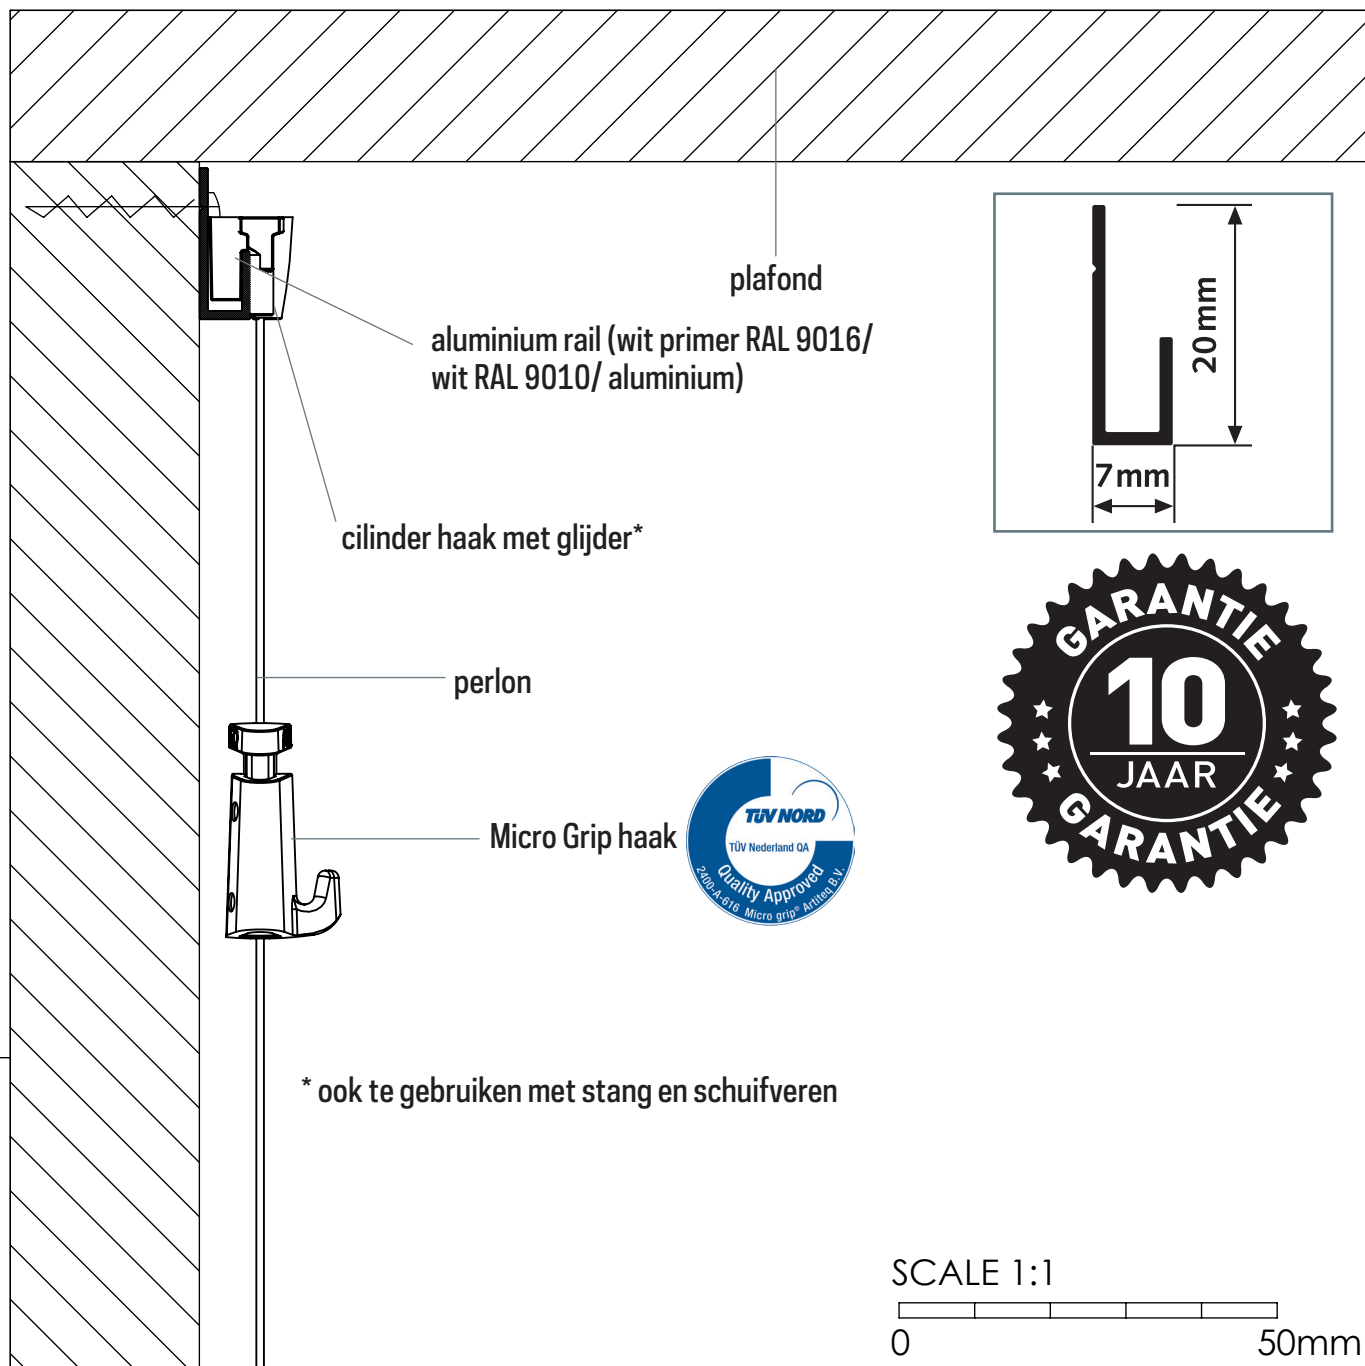 plafond
aluminium rail (wit primer RAL 9016/
wit RAL 9010/ aluminium)
20mm
7mm
cilinder haak met glijder*
GARANTIE
10
JAAR
GARANTIE
perlon
Micro Grip haak
TÜV NORD
TÜV Nederland QA
Quality Approved
2400-A-616 Micro grip® Artiteq B.V.
* ook te gebruiken met stang en schuifveren
SCALE 1:1
0 50mm